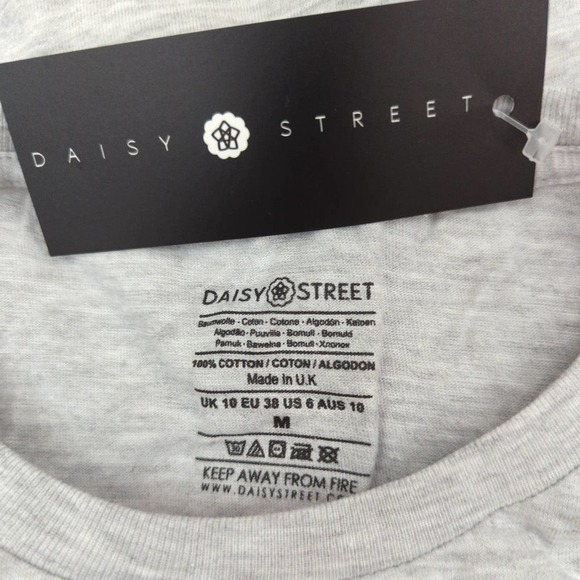 DAISY STREET
DAISY STREET
Baumwolle · Coton · Cotone · Algodón · Katoen
Algodão · Puuvilla · Bomull · Bomuld
Pamuk · Bawełna · Bomull · Хлопок
100% COTTON / COTON / ALGODON
Made in U.K
UK 10 EU 38 US 6 AUS 10
M
30
KEEP AWAY FROM FIRE
WWW.DAISYSTREET.